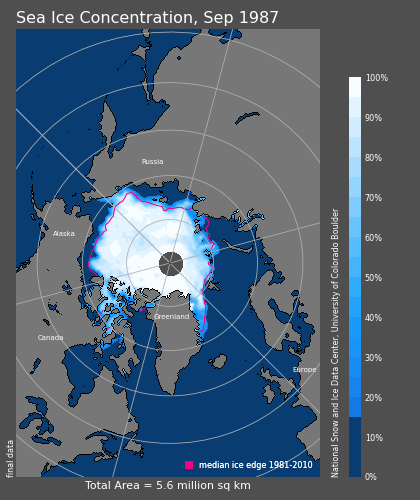 Sea Ice Concentration, Sep 1987
Russia
Alaska
Greenland
Canada
Europe
median ice edge 1981-2010
Total Area = 5.6 million sq km
final data
100%
90%
80%
70%
60%
50%
40%
30%
20%
10%
0%
National Snow and Ice Data Center, University of Colorado Boulder